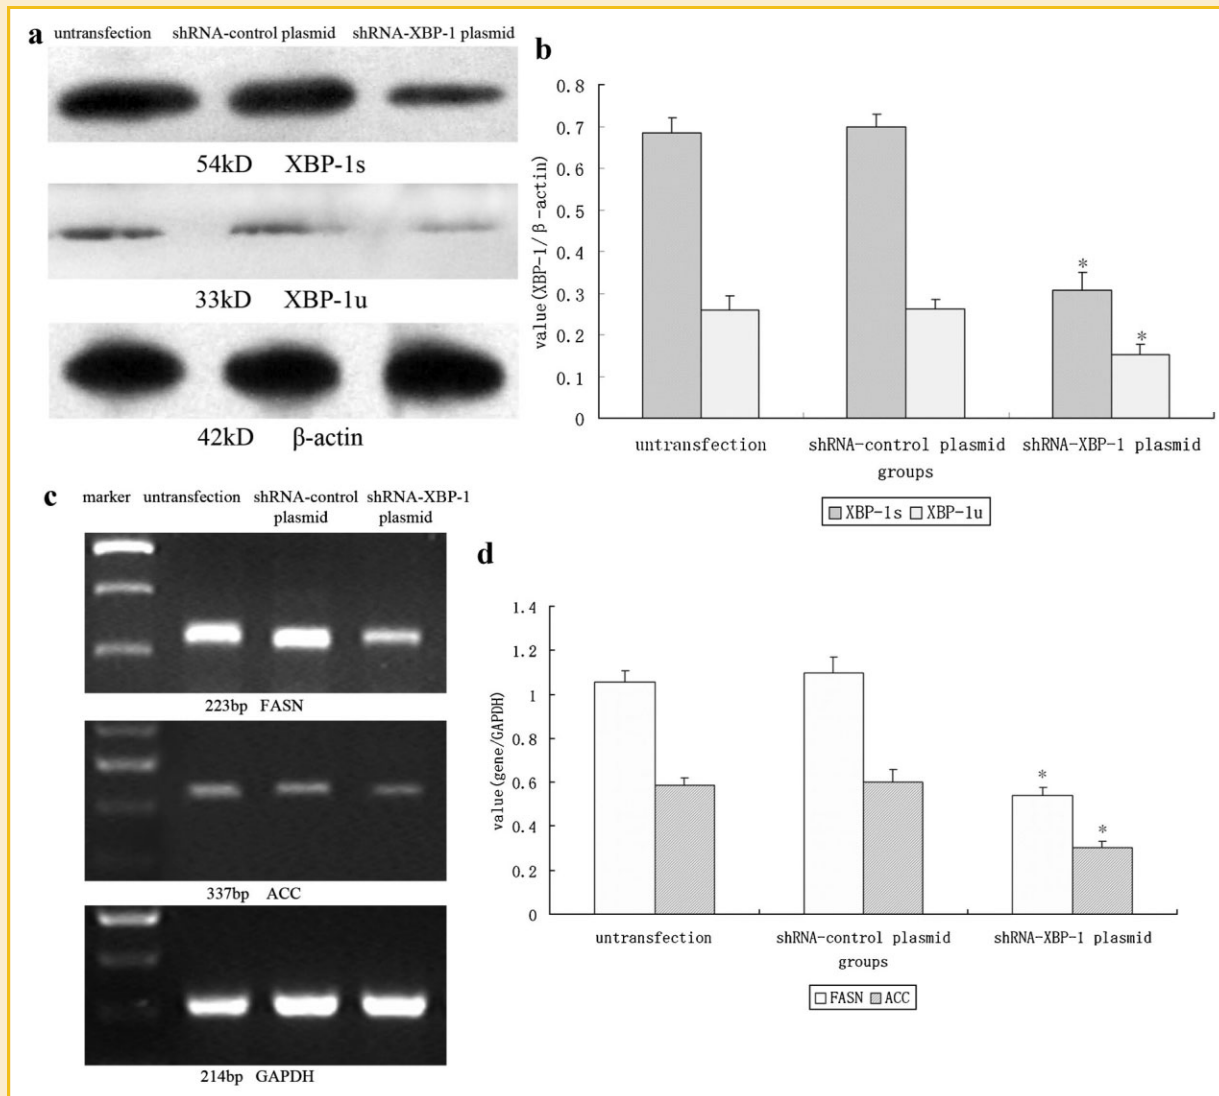 a
untransfection shRNA-control plasmid shRNA-XBP-1 plasmid
54kD XBP-1s
33kD XBP-1u
42kD β-actin
b
value(XBP-1/β-actin)
0.8
0.7
0.6
0.5
0.4
0.3
0.2
0.1
0
*
*
untransfection shRNA-control plasmid shRNA-XBP-1 plasmid
groups
XBP-1s XBP-1u
c
marker untransfection shRNA-control plasmid shRNA-XBP-1 plasmid
223bp FASN
337bp ACC
214bp GAPDH
d
value(gene/GAPDH)
1.4
1.2
1
0.8
0.6
0.4
0.2
0
*
*
untransfection shRNA-control plasmid shRNA-XBP-1 plasmid
groups
FASN ACC